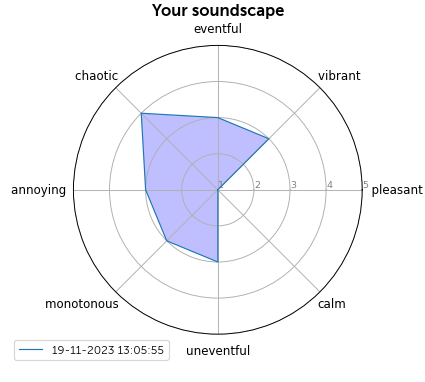 Your soundscape
eventful
chaotic
vibrant
annoying
1 2 3 4 5
pleasant
monotonous
calm
19-11-2023 13:05:55
uneventful